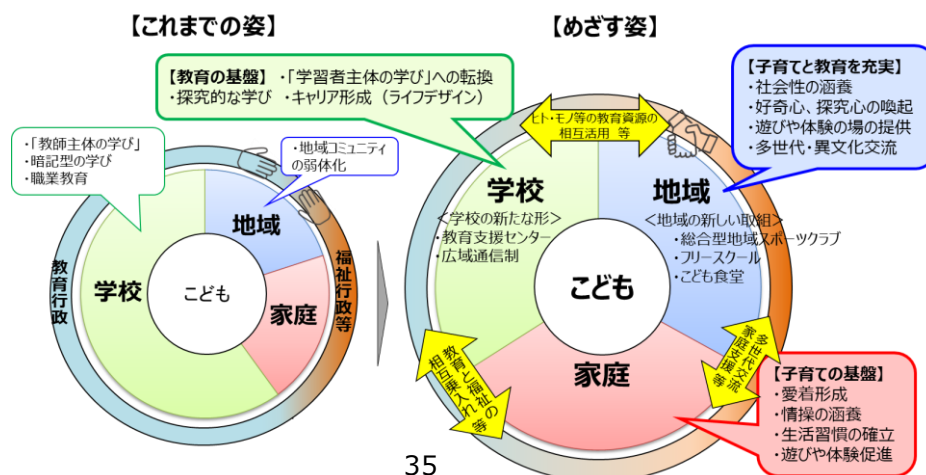 【これまでの姿】
【めざす姿】
【教育の基盤】 ・「学習者主体の学び」への転換
・探究的な学び ・キャリア形成（ライフデザイン）
【子育てと教育を充実】
・社会性の涵養
・好奇心、探究心の喚起
・遊びや体験の場の提供
・多世代・異文化交流
・「教師主体の学び」
・暗記型の学び
・職業教育
・地域コミュニティ
の弱体化
教育行政
福祉行政等
学校
地域
家庭
こども
ヒト・モノ等の教育資源の
相互活用 等
学校
＜学校の新たな形＞
・教育支援センター
・広域通信制
地域
＜地域の新しい取組＞
・総合型地域スポーツクラブ
・フリースクール
・こども食堂
こども
家庭
教育と福祉の
相互乗入れ等
多世代交流
家庭支援 等
【子育ての基盤】
・愛着形成
・情操の涵養
・生活習慣の確立
・遊びや体験促進
35